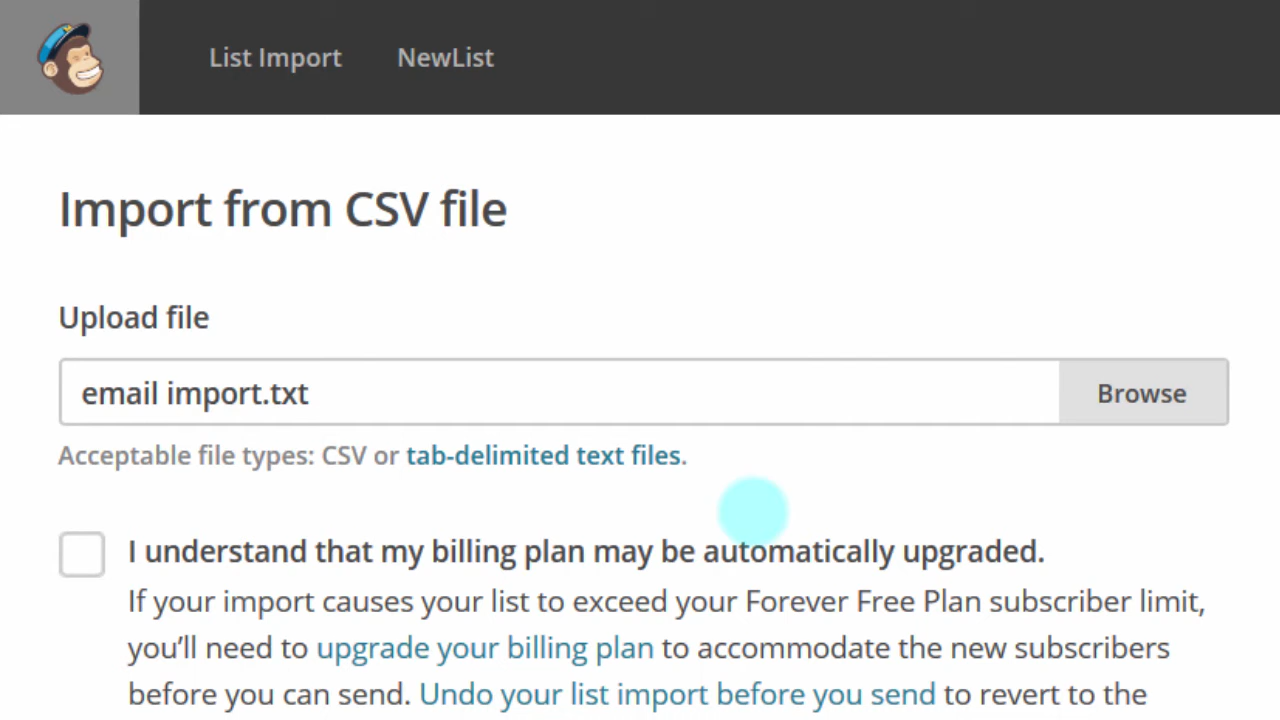 List Import NewList
Import from CSV file
Upload file
email import.txt Browse
Acceptable file types: CSV or tab-delimited text files.
I understand that my billing plan may be automatically upgraded.
If your import causes your list to exceed your Forever Free Plan subscriber limit,
you’ll need to upgrade your billing plan to accommodate the new subscribers
before you can send. Undo your list import before you send to revert to the